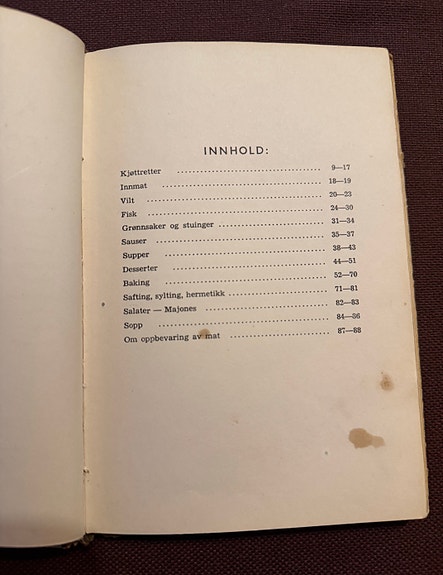 INNHOLD:
Kjøttretter ........................................ 9—17
Innmat ........................................ 18—19
Vilt ........................................ 20—23
Fisk ........................................ 24—30
Grønnsaker og stuinger ........................... 31—34
Sauser ........................................ 35—37
Supper ........................................ 38—43
Desserter ........................................ 44—51
Baking ........................................ 52—70
Safting, sylting, hermetikk ........................ 71—81
Salater — Majones ........................... 82—83
Sopp ........................................ 84—86
Om oppbevaring av mat ........................ 87—88